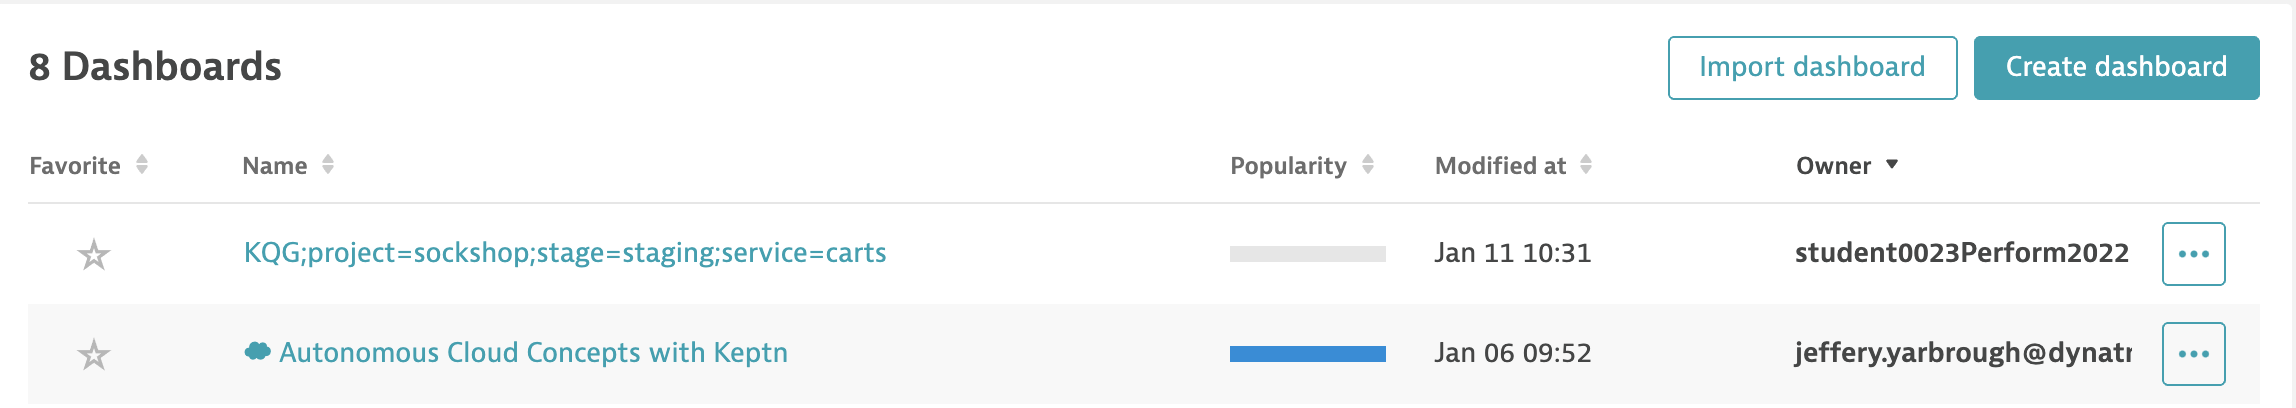 8 Dashboards Import dashboard Create dashboard
Favorite Name Popularity Modified at Owner
KQG;project=sockshop;stage=staging;service=carts Jan 11 10:31 student0023Perform2022 ...
Autonomous Cloud Concepts with Keptn Jan 06 09:52 jeffery.yarbrough@dynatr ...